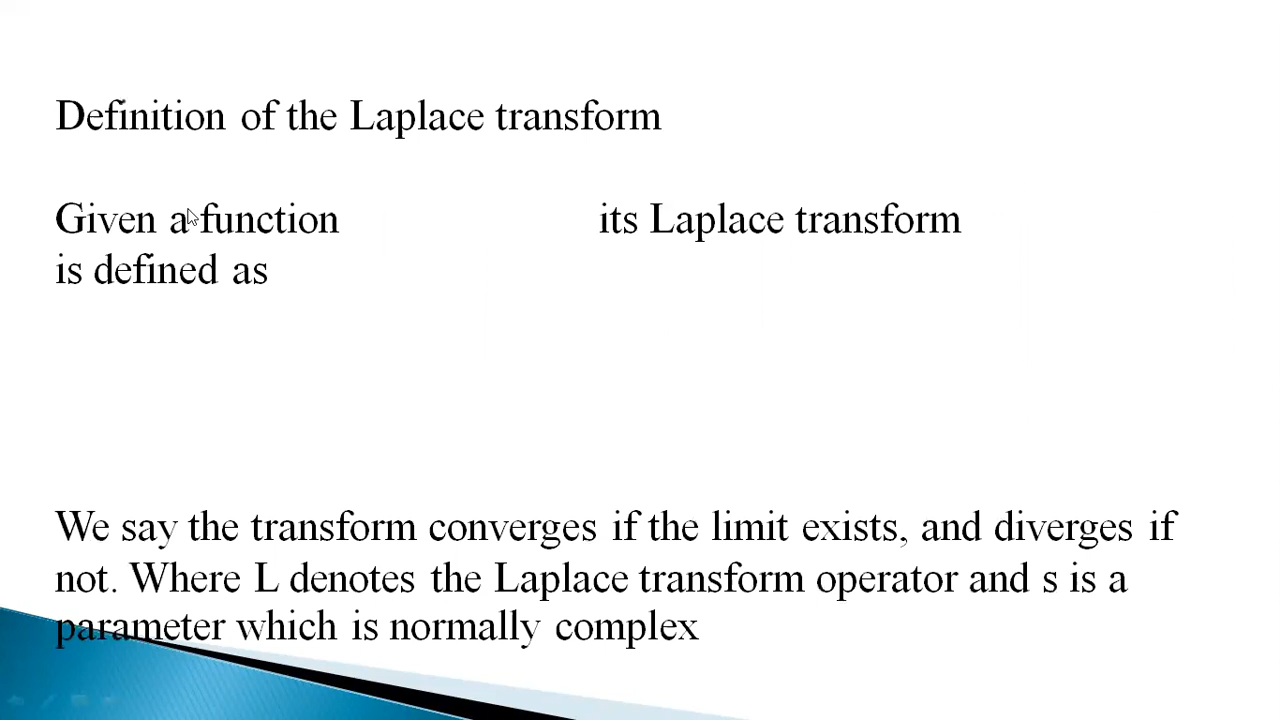 Definition of the Laplace transform
Given a function its Laplace transform
is defined as
We say the transform converges if the limit exists, and diverges if
not. Where L denotes the Laplace transform operator and s is a
parameter which is normally complex